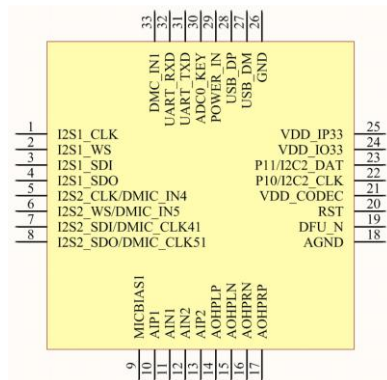 33 32 31 30 29 28 27 26
DMC_IN1
UART_RXD
UART_TXD
ADC0_KEY
POWER_IN
USB_DP
USB_DM
GND
1 I2S1_CLK
2 I2S1_WS
3 I2S1_SDI
4 I2S1_SDO
5 I2S2_CLK/DMIC_IN4
6 I2S2_WS/DMIC_IN5
7 I2S2_SDI/DMIC_CLK41
8 I2S2_SDO/DMIC_CLK51
VDD_IP33 25
VDD_IO33 24
P11/I2C2_DAT 23
P10/I2C2_CLK 22
VDD_CODEC 21
RST 20
DFU_N 19
AGND 18
MICBIAS1
AIP1
AIN1
AIN2
AIP2
AOHPLP
AOHPLN
AOHPRN
AOHPRP
9 10 11 12 13 14 15 16 17